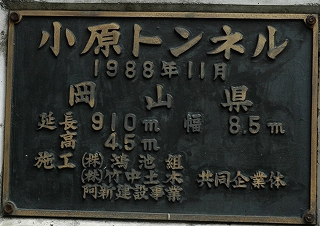 小原トンネル
1988年11月
岡山県
延長 910m 幅 8.5m
高 4.5m
施工 (株)鴻池組
(株)竹中土木 共同企業体
阿新建設事業